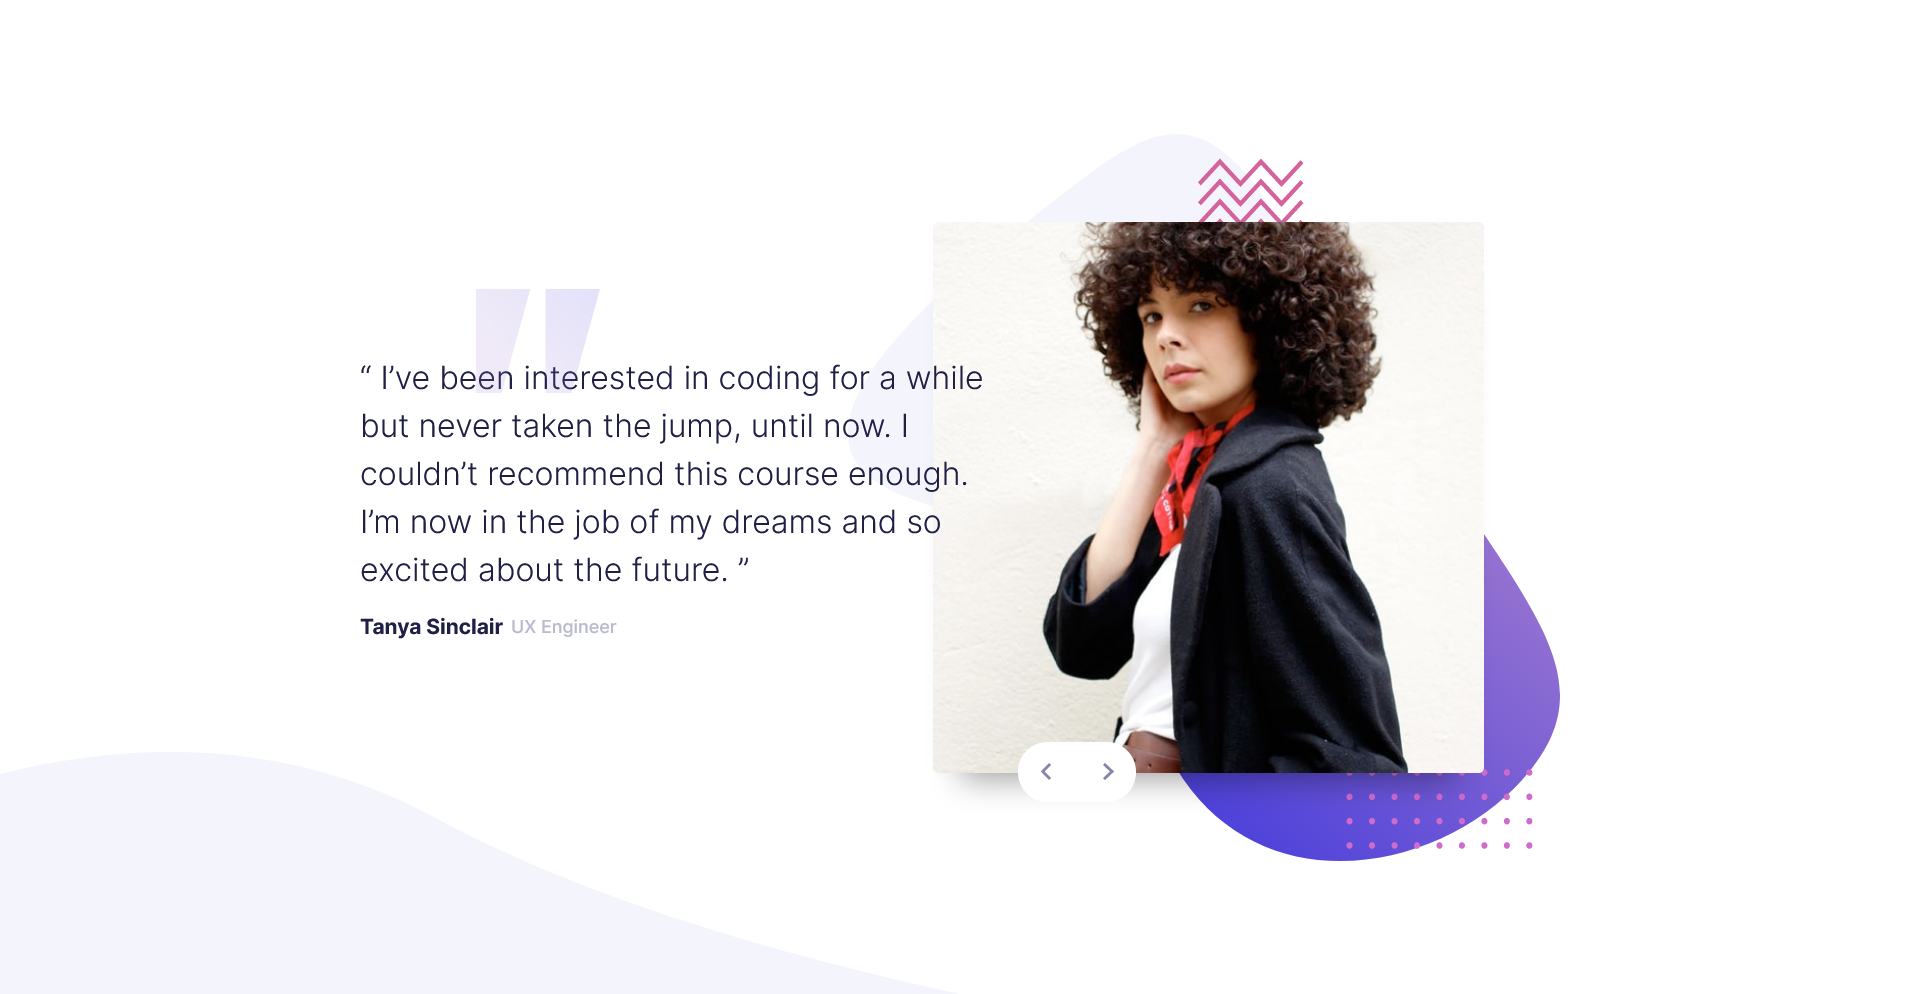 “ I’ve been interested in coding for a while
but never taken the jump, until now. I
couldn’t recommend this course enough.
I’m now in the job of my dreams and so
excited about the future. ”
Tanya Sinclair UX Engineer